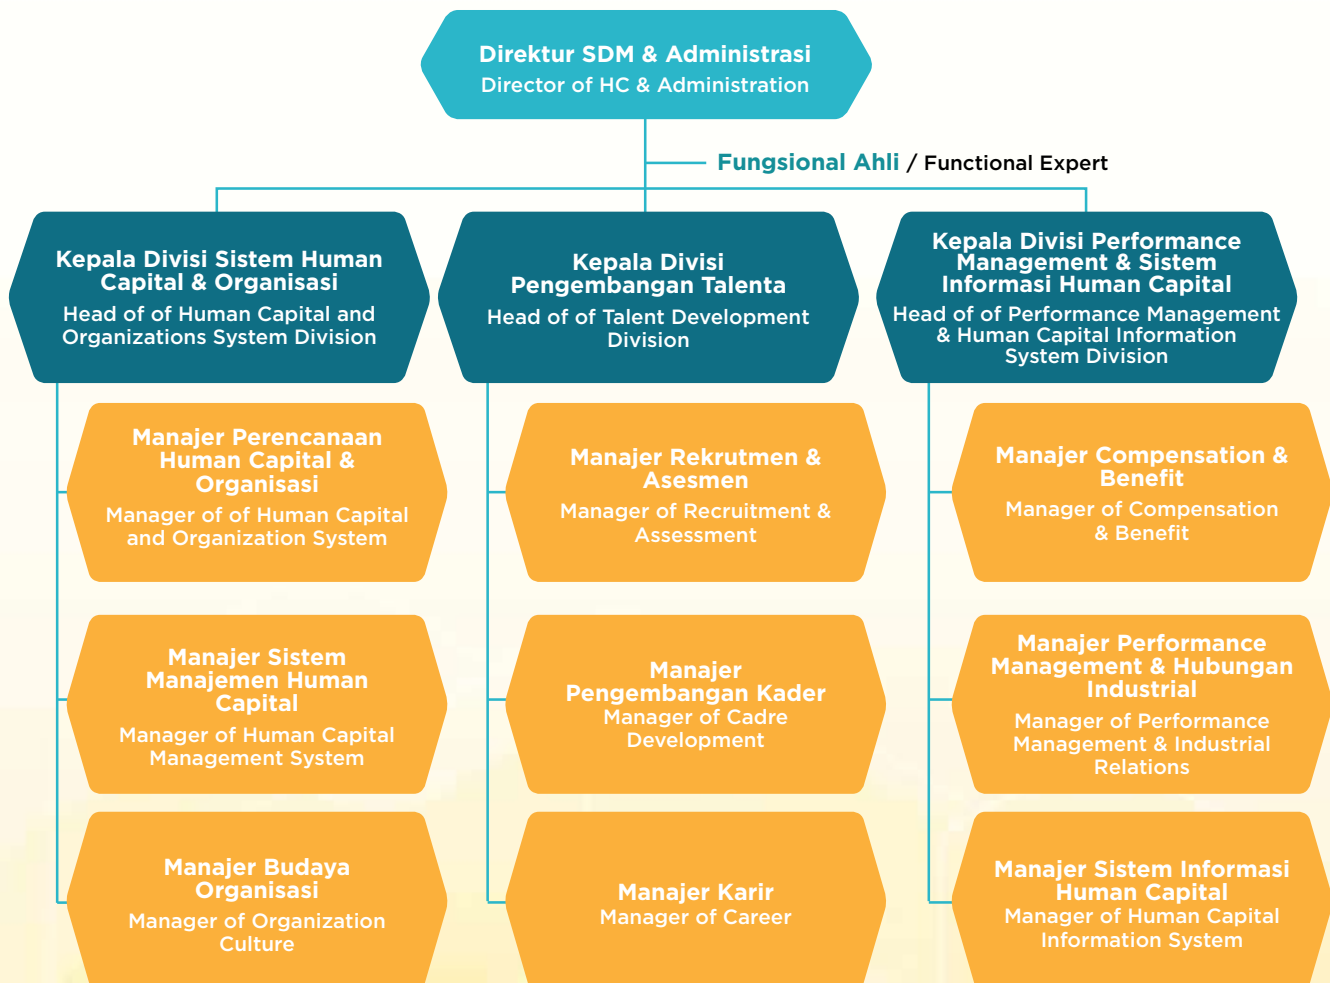 Direktur SDM & Administrasi
Director of HC & Administration
Fungsional Ahli / Functional Expert
Kepala Divisi Sistem Human
Capital & Organisasi
Head of of Human Capital and
Organizations System Division
Kepala Divisi
Pengembangan Talenta
Head of of Talent Development
Division
Kepala Divisi Performance
Management & Sistem
Informasi Human Capital
Head of of Performance Management
& Human Capital Information
System Division
Manajer Perencanaan
Human Capital &
Organisasi
Manager of of Human Capital
and Organization System
Manajer Rekrutmen &
Asesmen
Manager of Recruitment &
Assessment
Manajer Compensation &
Benefit
Manager of Compensation
& Benefit
Manajer Sistem
Manajemen Human
Capital
Manager of Human Capital
Management System
Manajer
Pengembangan Kader
Manager of Cadre
Development
Manajer Performance
Management & Hubungan
Industrial
Manager of Performance
Management & Industrial
Relations
Manajer Budaya
Organisasi
Manager of Organization
Culture
Manajer Karir
Manager of Career
Manajer Sistem Informasi
Human Capital
Manager of Human Capital
Information System